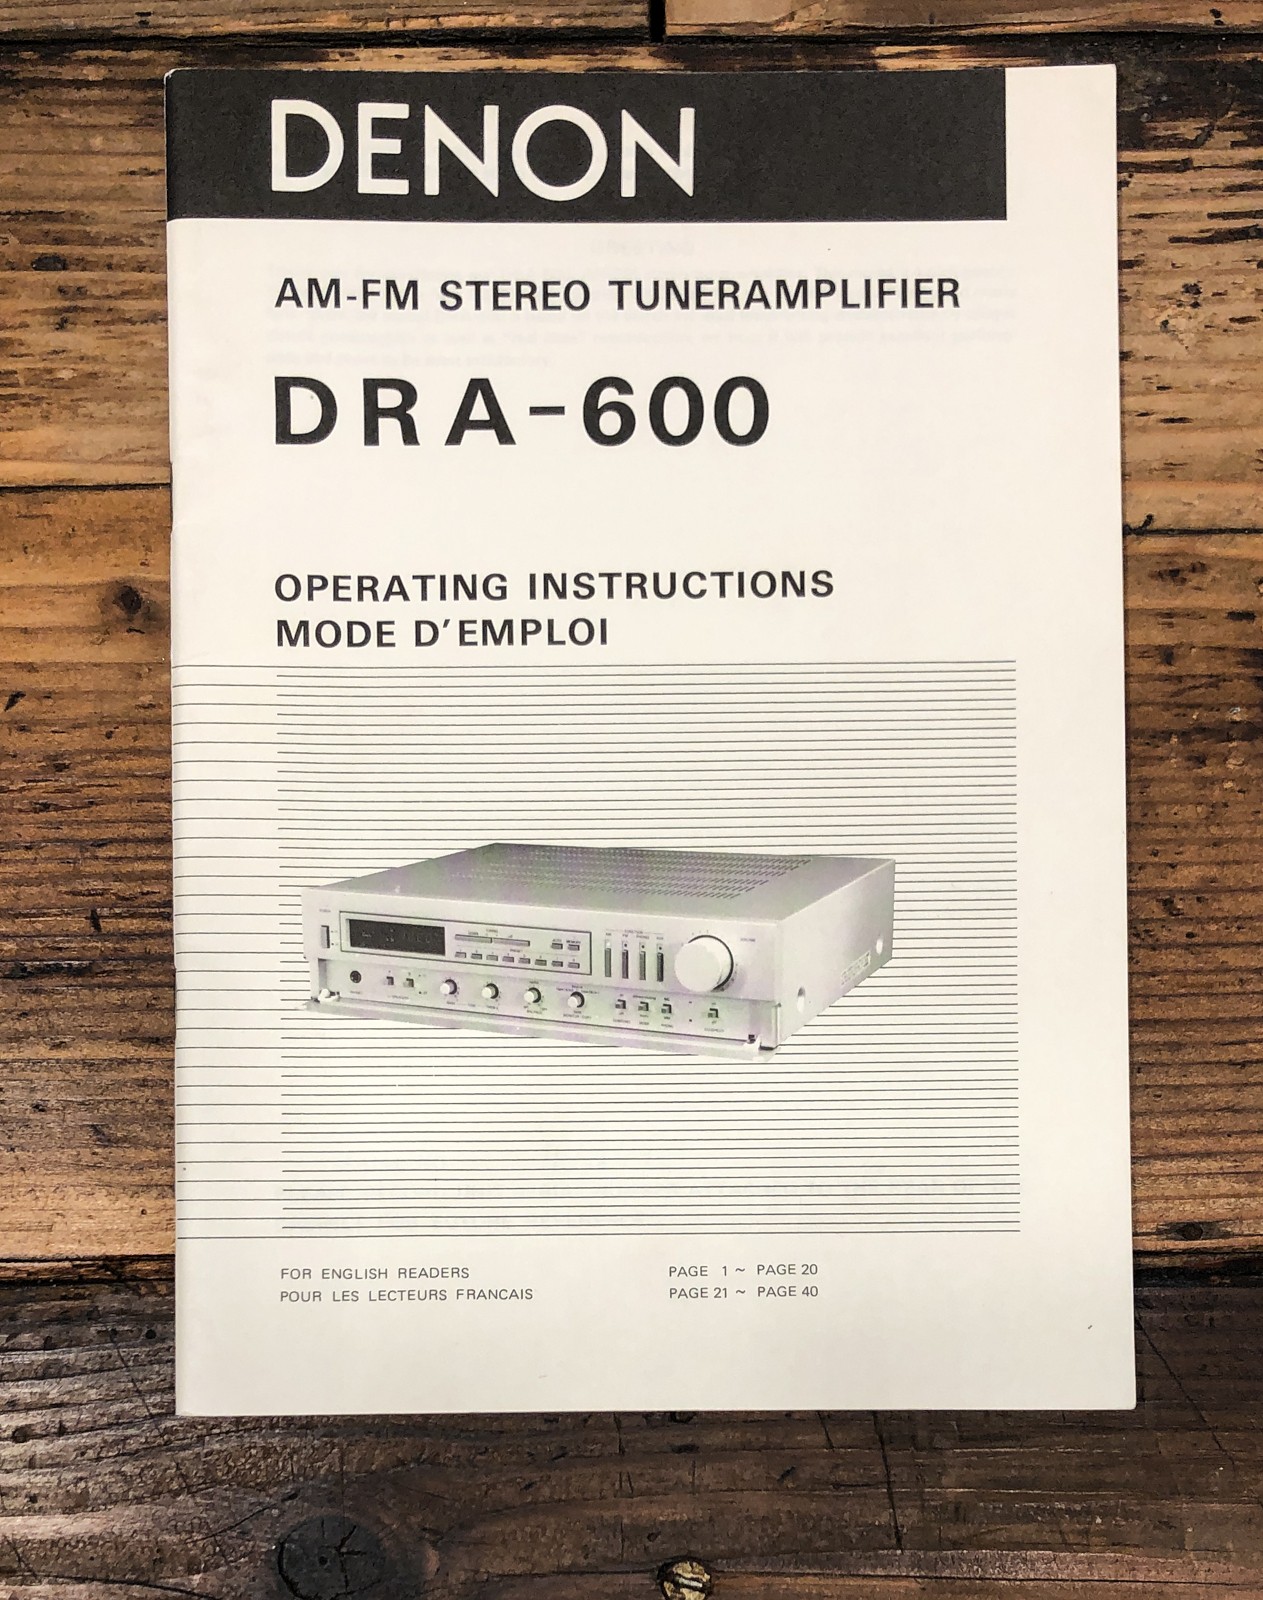 DENON
AM-FM STEREO TUNERAMPLIFIER
DRA-600
OPERATING INSTRUCTIONS
MODE D'EMPLOI
FOR ENGLISH READERS PAGE 1 ~ PAGE 20
POUR LES LECTEURS FRANCAIS PAGE 21 ~ PAGE 40